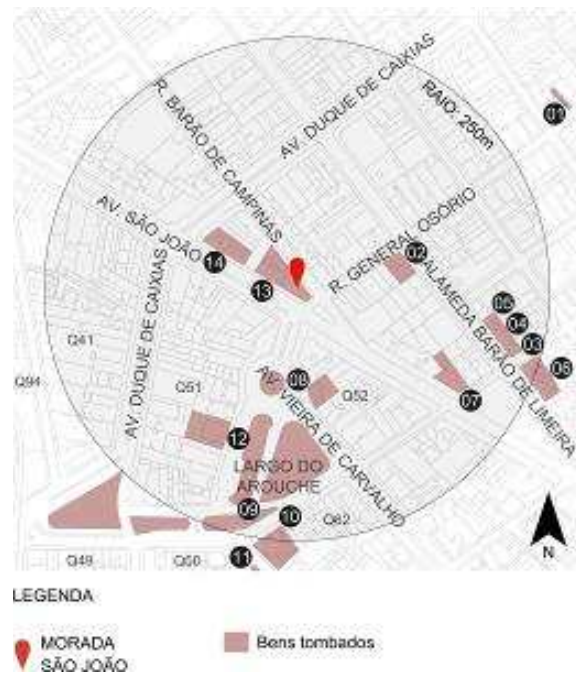 AV. DUQUE DE CAIXIAS
RAIO: 250m
01
R. BARÃO DE CAMPINAS
AV. SÃO JOÃO
R. GENERAL OSÓRIO
02
14
13
ALAMEDA BARÃO DE LIMEIRA
05
04
03
06
AV. DUQUE DE CAIXIAS
Q41
Q94
Q51
08
Q52
07
AV. VIEIRA DE CARVALHO
12
LARGO DO
AROUCHE
09
10
Q62
11
Q49
Q50
N
LEGENDA
MORADA
SÃO JOÃO
Bens tombados